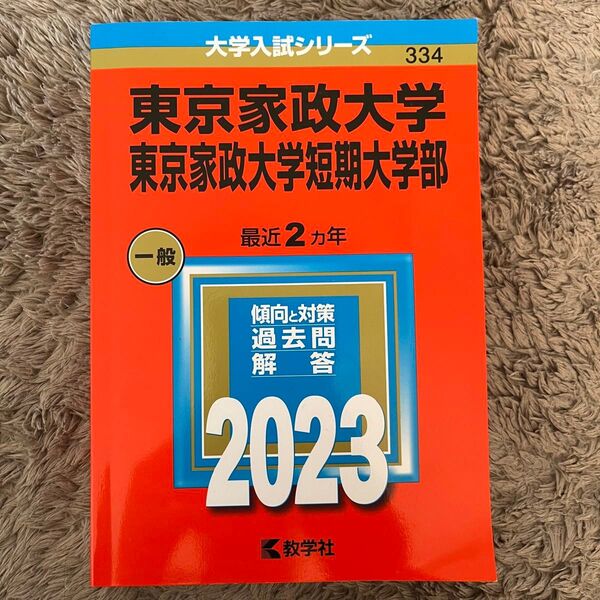 大学入試シリーズ
334
東京家政大学
東京家政大学短期大学部
最近2ヵ年
一般
傾向と対策
過去問
解答
2023
教学社